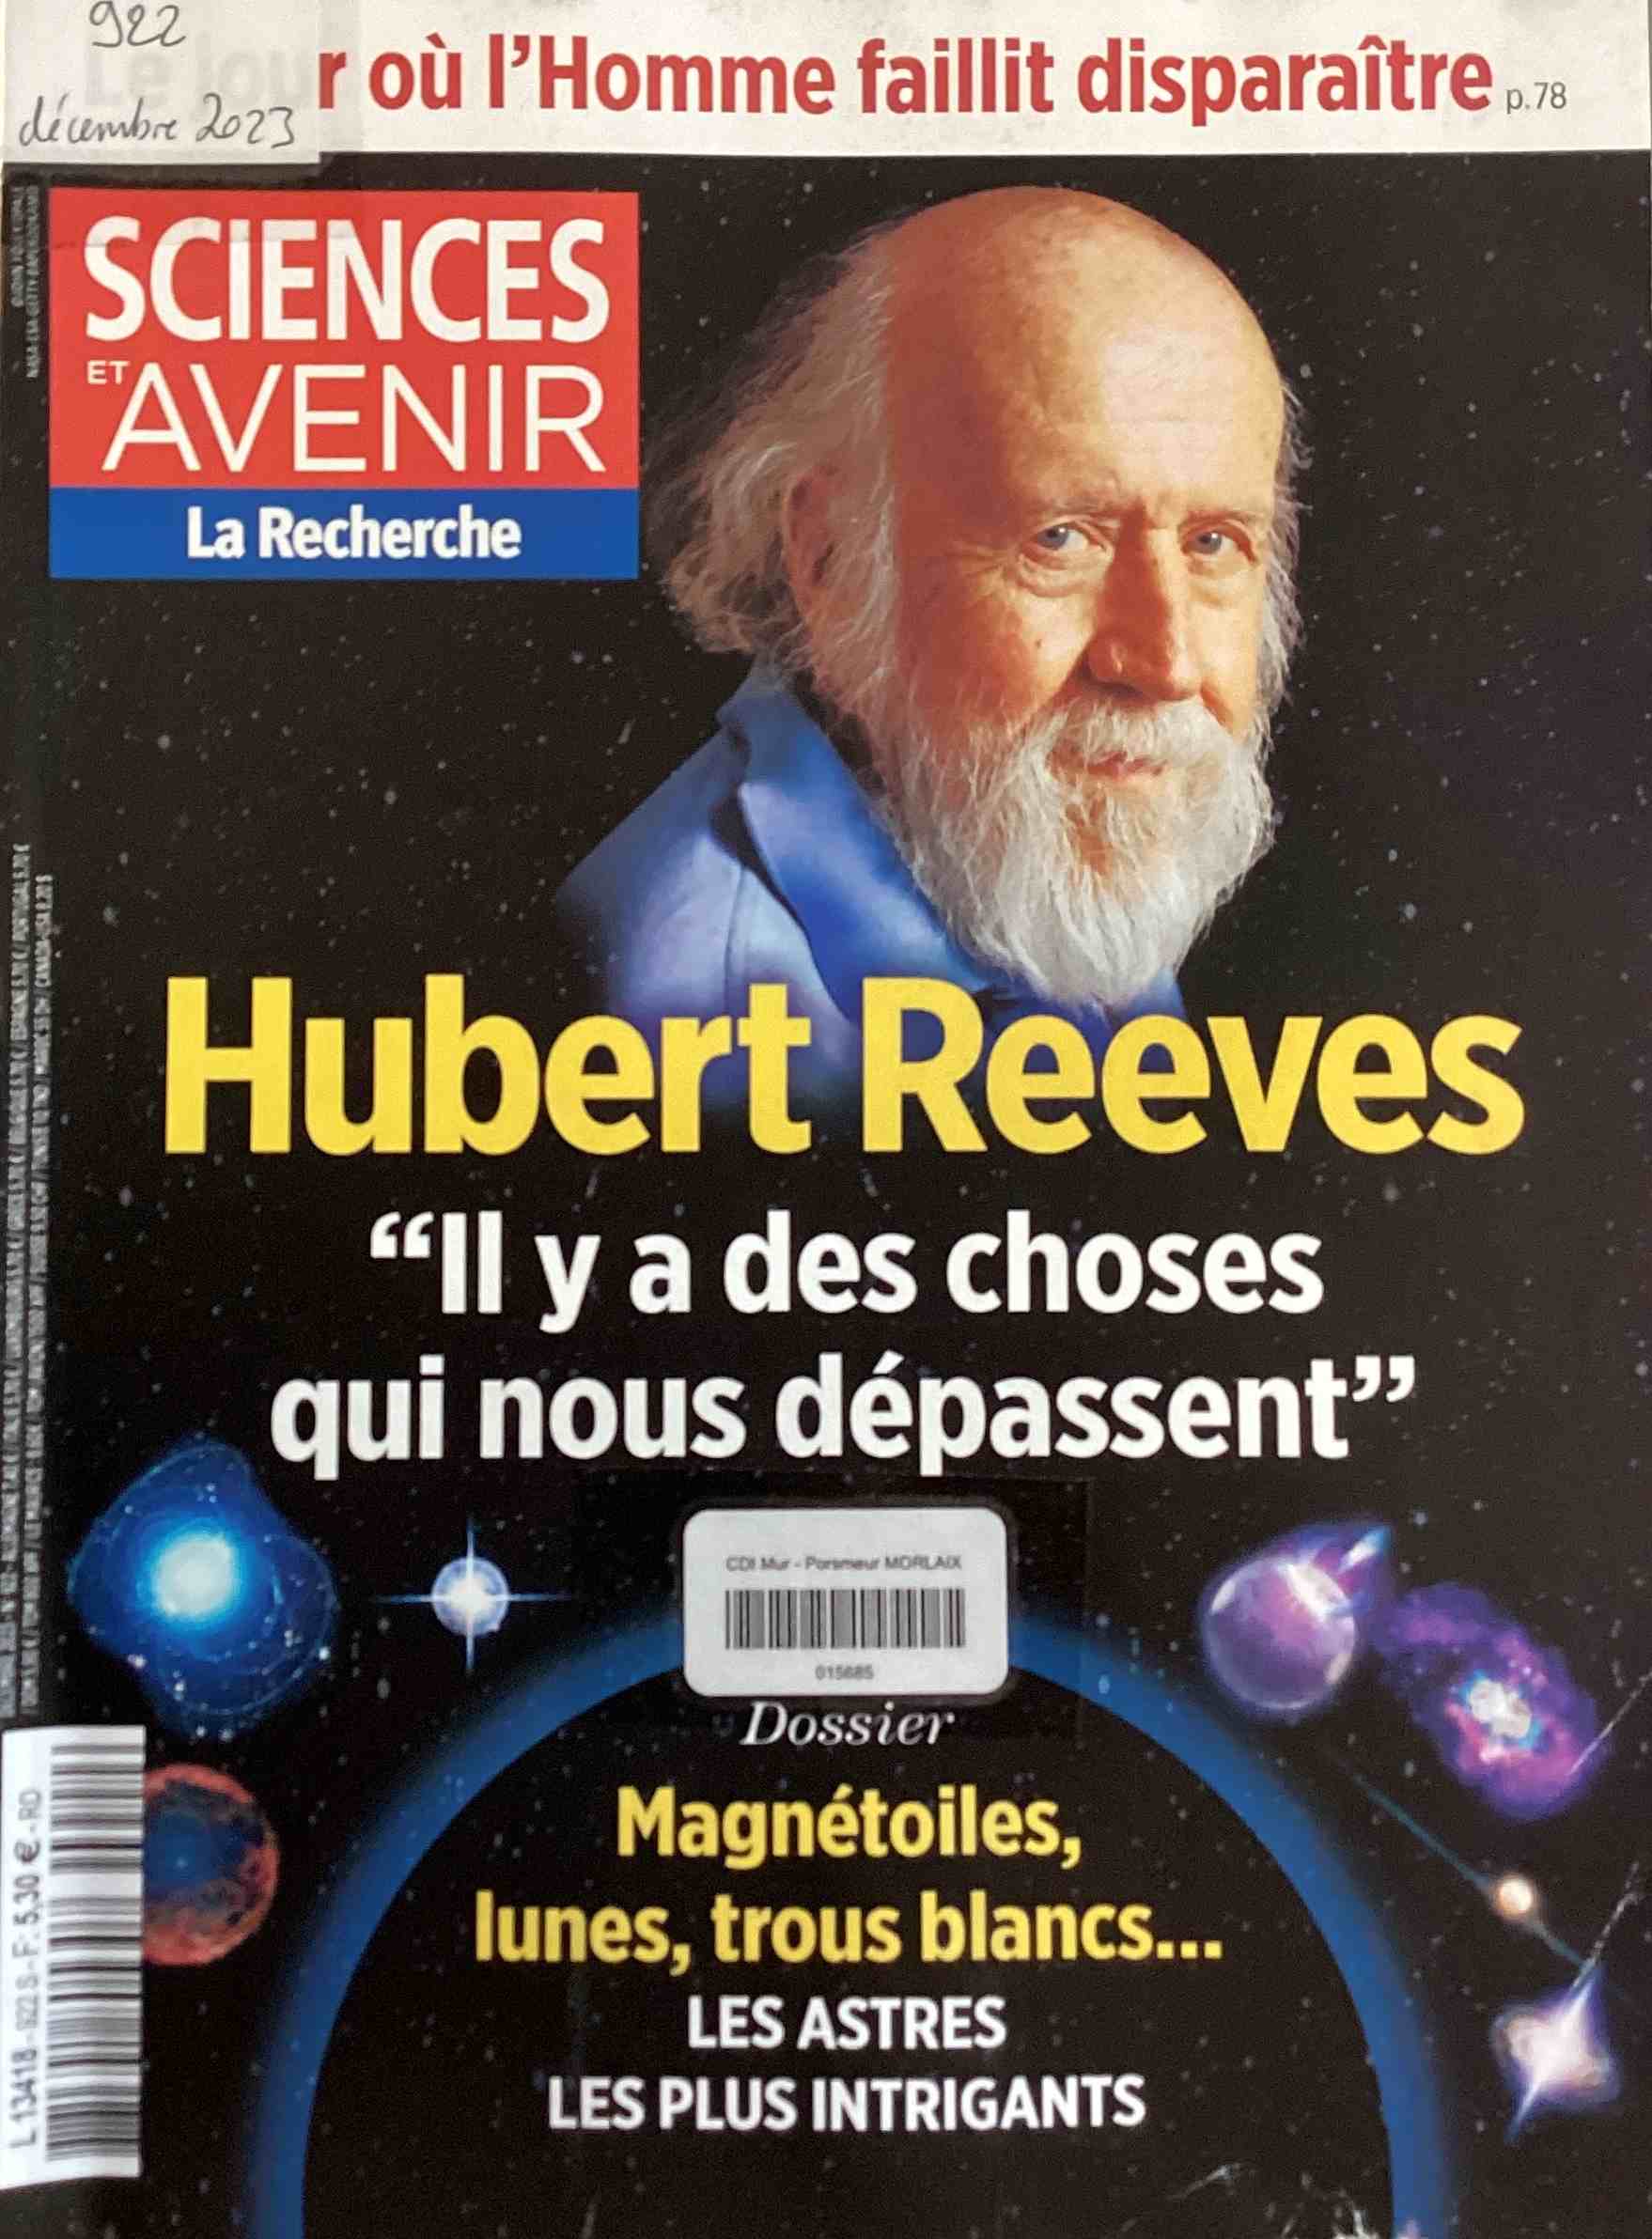 922
décembre 2023
Le jour où l'Homme faillit disparaître p.78
SCIENCES
ET AVENIR
La Recherche
Hubert Reeves
“Il y a des choses
qui nous dépassent”
CDI Mur - Porsmeur MORLAIX
015685
Dossier
Magnétoiles,
lunes, trous blancs...
LES ASTRES
LES PLUS INTRIGANTS
L 13418 - 922 S - F: 5,30 € - RD